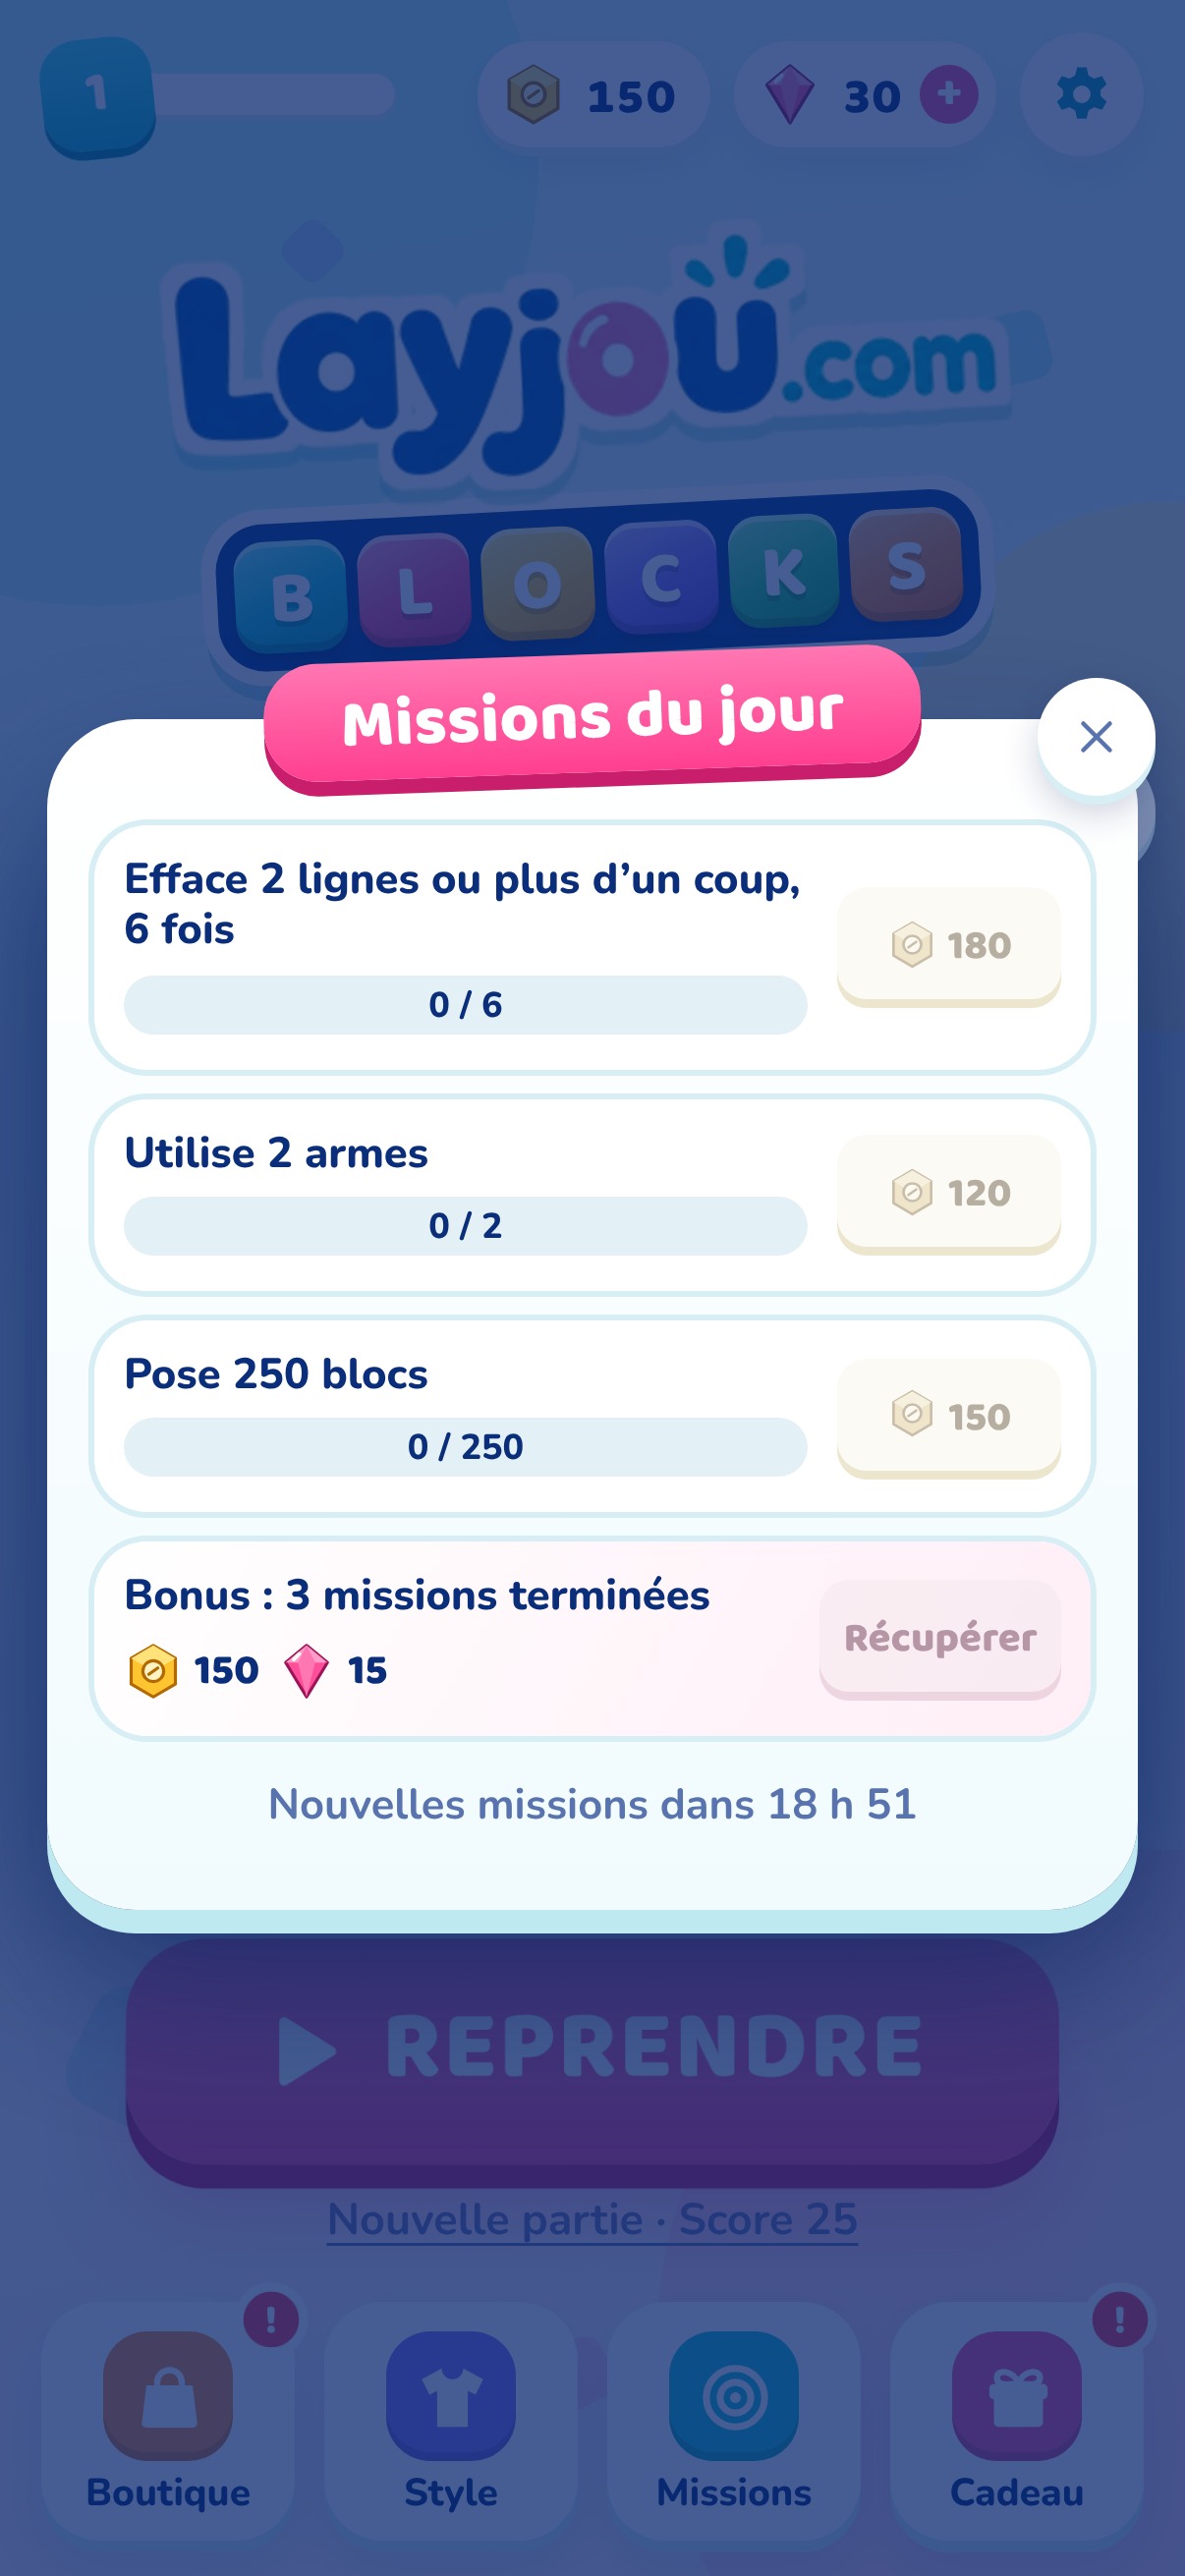 1
150
30
Layjou.com
BLOCKS
Missions du jour
Efface 2 lignes ou plus d’un coup,
6 fois
0 / 6
180
Utilise 2 armes
0 / 2
120
Pose 250 blocs
0 / 250
150
Bonus : 3 missions terminées
150 15
Récupérer
Nouvelles missions dans 18 h 51
REPRENDRE
Nouvelle partie · Score 25
!
!
Boutique
Style
Missions
Cadeau